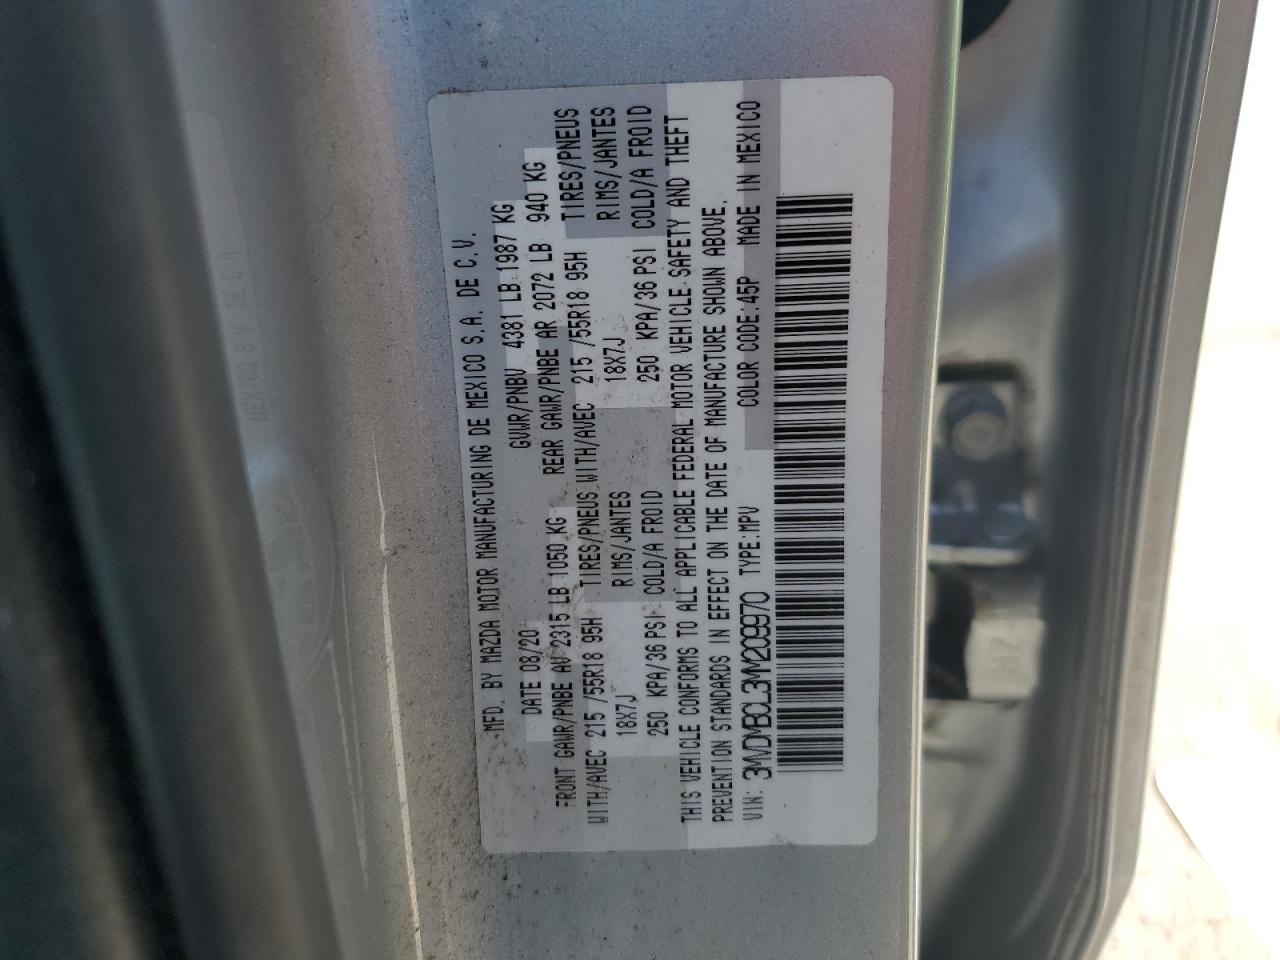 MFD. BY MAZDA MOTOR MANUFACTURING DE MEXICO S.A. DE C.V.
DATE 08/20 GVWR/PNBV 4381 LB 1987 KG
FRONT GAWR/PNBE AV 2315 LB 1050 KG REAR GAWR/PNBE AR 2072 LB 940 KG
WITH/AVEC 215 /55R18 95H TIRES/PNEUS WITH/AVEC 215 /55R18 95H TIRES/PNEUS
18X7J RIMS/JANTES 18X7J RIMS/JANTES
250 KPA/36 PSI COLD/A FROID 250 KPA/36 PSI COLD/A FROID
THIS VEHICLE CONFORMS TO ALL APPLICABLE FEDERAL MOTOR VEHICLE SAFETY AND THEFT
PREVENTION STANDARDS IN EFFECT ON THE DATE OF MANUFACTURE SHOWN ABOVE.
VIN: 3MVDMBCL3MM209970 TYPE:MPV COLOR CODE:45P MADE IN MEXICO